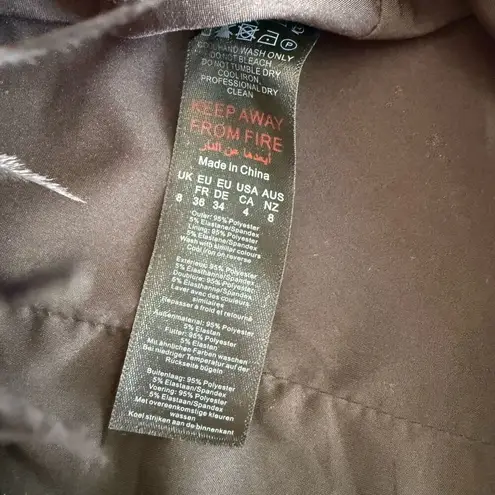 HAND WASH ONLY
DO NOT BLEACH
DO NOT TUMBLE DRY
COOL IRON
PROFESSIONAL DRY
CLEAN
KEEP AWAY
FROM FIRE
أبعدها عن النار
Made in China
UK EU EU USA AUS
FR DE CA NZ
8 36 34 4 8
Outer: 95% Polyester
5% Elastane/Spandex
Lining: 95% Polyester
5% Elastene/Spandex
Wash with similar colours
Cool iron on reverse
Exterieur: 95% Polyester
5% Elasthanne/Spandex
Doublure: 95% Polyester
5% Elasthanne/Spandex
Laver avec des couleurs
similaires
Repasser à froid et retourné
Außenmaterial: 95% Polyester
5% Elasten
Futter: 95% Polyester
5% Elasten
Mit ähnlichen Farben waschen
Bei niedriger Temperatur auf der
Rückseite bügeln
Buitenlaag: 95% Polyester
5% Elastaan/Spandex
Voering: 95% Polyester
5% Elastaan/Spandex
Met overeenkomstige kleuren
wassen
Koel strijken aan de binnenkant